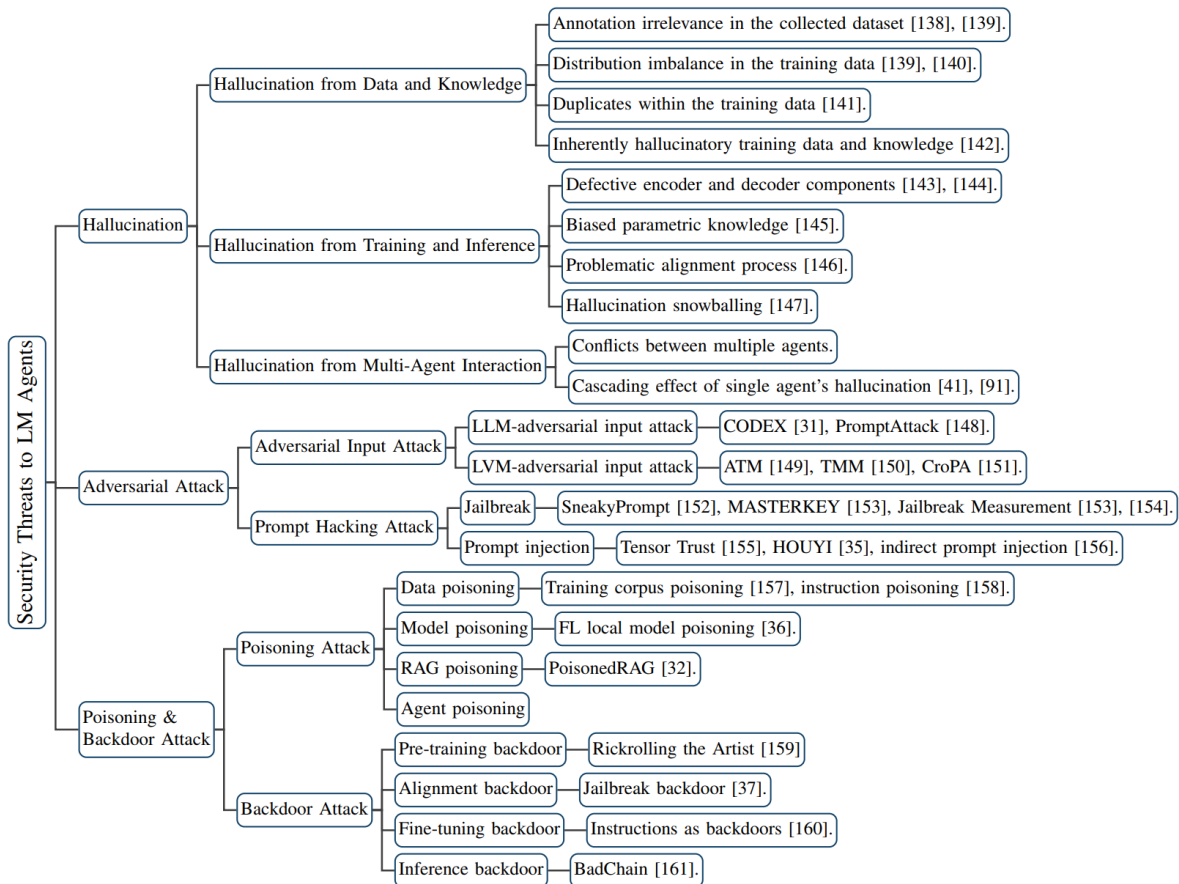 Security Threats to LM Agents
Hallucination
Hallucination from Data and Knowledge
Annotation irrelevance in the collected dataset [138], [139].
Distribution imbalance in the training data [139], [140].
Duplicates within the training data [141].
Inherently hallucinatory training data and knowledge [142].
Hallucination from Training and Inference
Defective encoder and decoder components [143], [144].
Biased parametric knowledge [145].
Problematic alignment process [146].
Hallucination snowballing [147].
Hallucination from Multi-Agent Interaction
Conflicts between multiple agents.
Cascading effect of single agent's hallucination [41], [91].
Adversarial Attack
Adversarial Input Attack
LLM-adversarial input attack
CODEX [31], PromptAttack [148].
LVM-adversarial input attack
ATM [149], TMM [150], CroPA [151].
Prompt Hacking Attack
Jailbreak
SneakyPrompt [152], MASTERKEY [153], Jailbreak Measurement [153], [154].
Prompt injection
Tensor Trust [155], HOUYI [35], indirect prompt injection [156].
Poisoning &
Backdoor Attack
Poisoning Attack
Data poisoning
Training corpus poisoning [157], instruction poisoning [158].
Model poisoning
FL local model poisoning [36].
RAG poisoning
PoisonedRAG [32].
Agent poisoning
Backdoor Attack
Pre-training backdoor
Rickrolling the Artist [159]
Alignment backdoor
Jailbreak backdoor [37].
Fine-tuning backdoor
Instructions as backdoors [160].
Inference backdoor
BadChain [161].